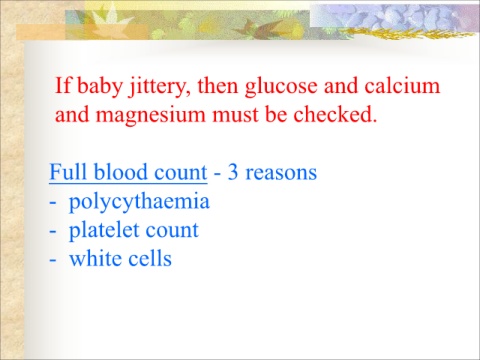 If baby jittery, then glucose and calcium
and magnesium must be checked.
Full blood count - 3 reasons
- polycythaemia
- platelet count
- white cells